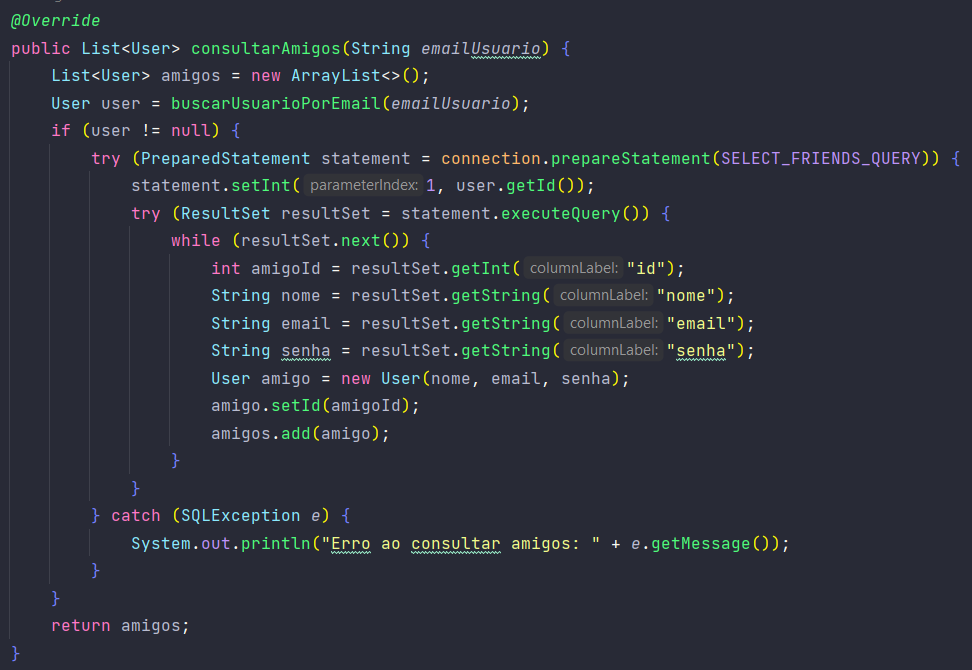 @Override
public List<User> consultarAmigos(String emailUsuario) {
List<User> amigos = new ArrayList<>();
User user = buscarUsuarioPorEmail(emailUsuario);
if (user != null) {
try (PreparedStatement statement = connection.prepareStatement(SELECT_FRIENDS_QUERY)) {
statement.setInt( parameterIndex: 1, user.getId());
try (ResultSet resultSet = statement.executeQuery()) {
while (resultSet.next()) {
int amigoId = resultSet.getInt( columnLabel: "id");
String nome = resultSet.getString( columnLabel: "nome");
String email = resultSet.getString( columnLabel: "email");
String senha = resultSet.getString( columnLabel: "senha");
User amigo = new User(nome, email, senha);
amigo.setId(amigoId);
amigos.add(amigo);
}
}
} catch (SQLException e) {
System.out.println("Erro ao consultar amigos: " + e.getMessage());
}
}
return amigos;
}